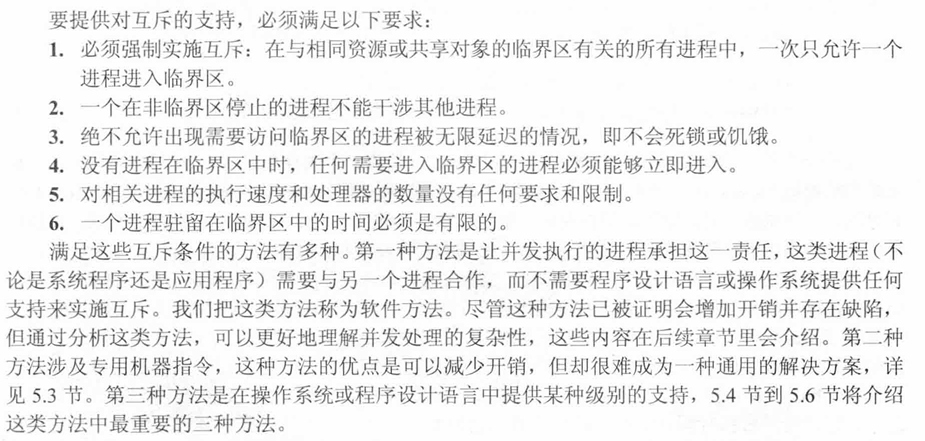 要提供对互斥的支持，必须满足以下要求：
1. 必须强制实施互斥：在与相同资源或共享对象的临界区有关的所有进程中，一次只允许一个
进程进入临界区。
2. 一个在非临界区停止的进程不能干涉其他进程。
3. 绝不允许出现需要访问临界区的进程被无限延迟的情况，即不会死锁或饥饿。
4. 没有进程在临界区中时，任何需要进入临界区的进程必须能够立即进入。
5. 对相关进程的执行速度和处理器的数量没有任何要求和限制。
6. 一个进程驻留在临界区中的时间必须是有限的。
满足这些互斥条件的方法有多种。第一种方法是让并发执行的进程承担这一责任，这类进程（不
论是系统程序还是应用程序）需要与另一个进程合作，而不需要程序设计语言或操作系统提供任何
支持来实施互斥。我们把这类方法称为软件方法。尽管这种方法已被证明会增加开销并存在缺陷，
但通过分析这类方法，可以更好地理解并发处理的复杂性，这些内容在后续章节里会介绍。第二种
方法涉及专用机器指令，这种方法的优点是可以减少开销，但却很难成为一种通用的解决方案，详
见 5.3 节。第三种方法是在操作系统或程序设计语言中提供某种级别的支持，5.4 节到 5.6 节将介绍
这类方法中最重要的三种方法。